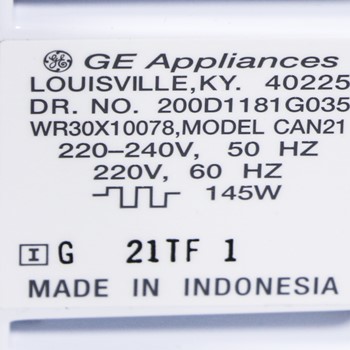 GE GE Appliances
LOUISVILLE,KY. 40225
DR. NO. 200D1181G035
WR30X10078,MODEL CAN21
220–240V, 50 HZ
220V, 60 HZ
145W
I G 21TF 1
MADE IN INDONESIA